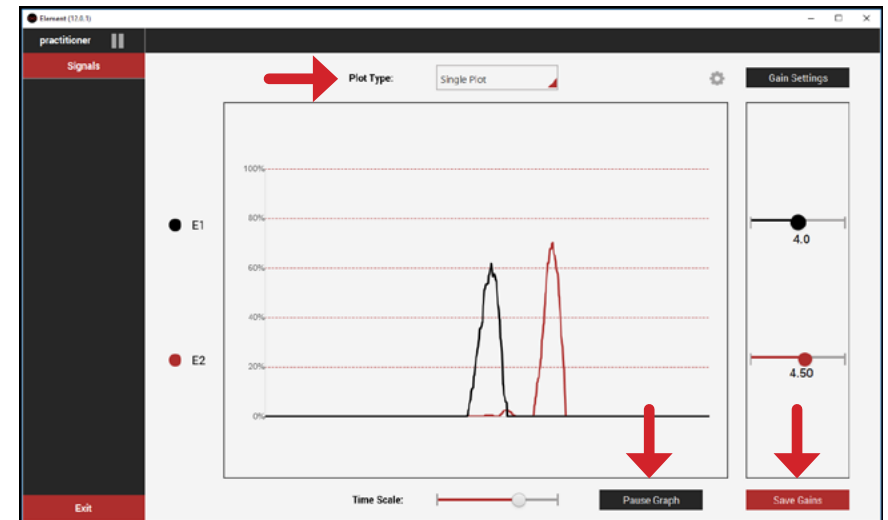 Element (12.0.1)
practitioner
Signals
Plot Type:
Single Plot
Gain Settings
100%
80%
60%
40%
20%
0%
E1
E2
4.0
4.50
Time Scale:
Pause Graph
Save Gains
Exit